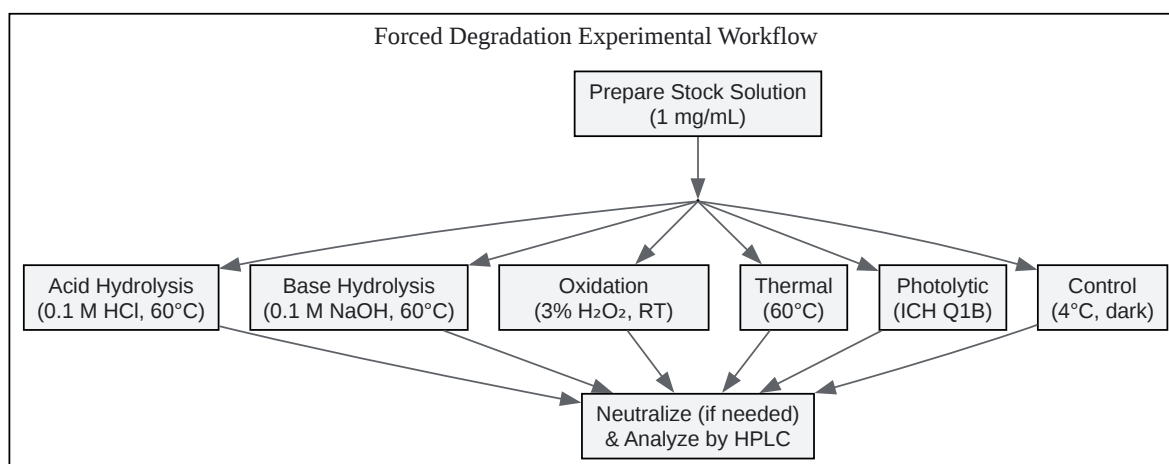 Forced Degradation Experimental Workflow
Prepare Stock Solution
(1 mg/mL)
Acid Hydrolysis
(0.1 M HCl, 60°C)
Base Hydrolysis
(0.1 M NaOH, 60°C)
Oxidation
(3% H₂O₂, RT)
Thermal
(60°C)
Photolytic
(ICH Q1B)
Control
(4°C, dark)
Neutralize (if needed)
& Analyze by HPLC